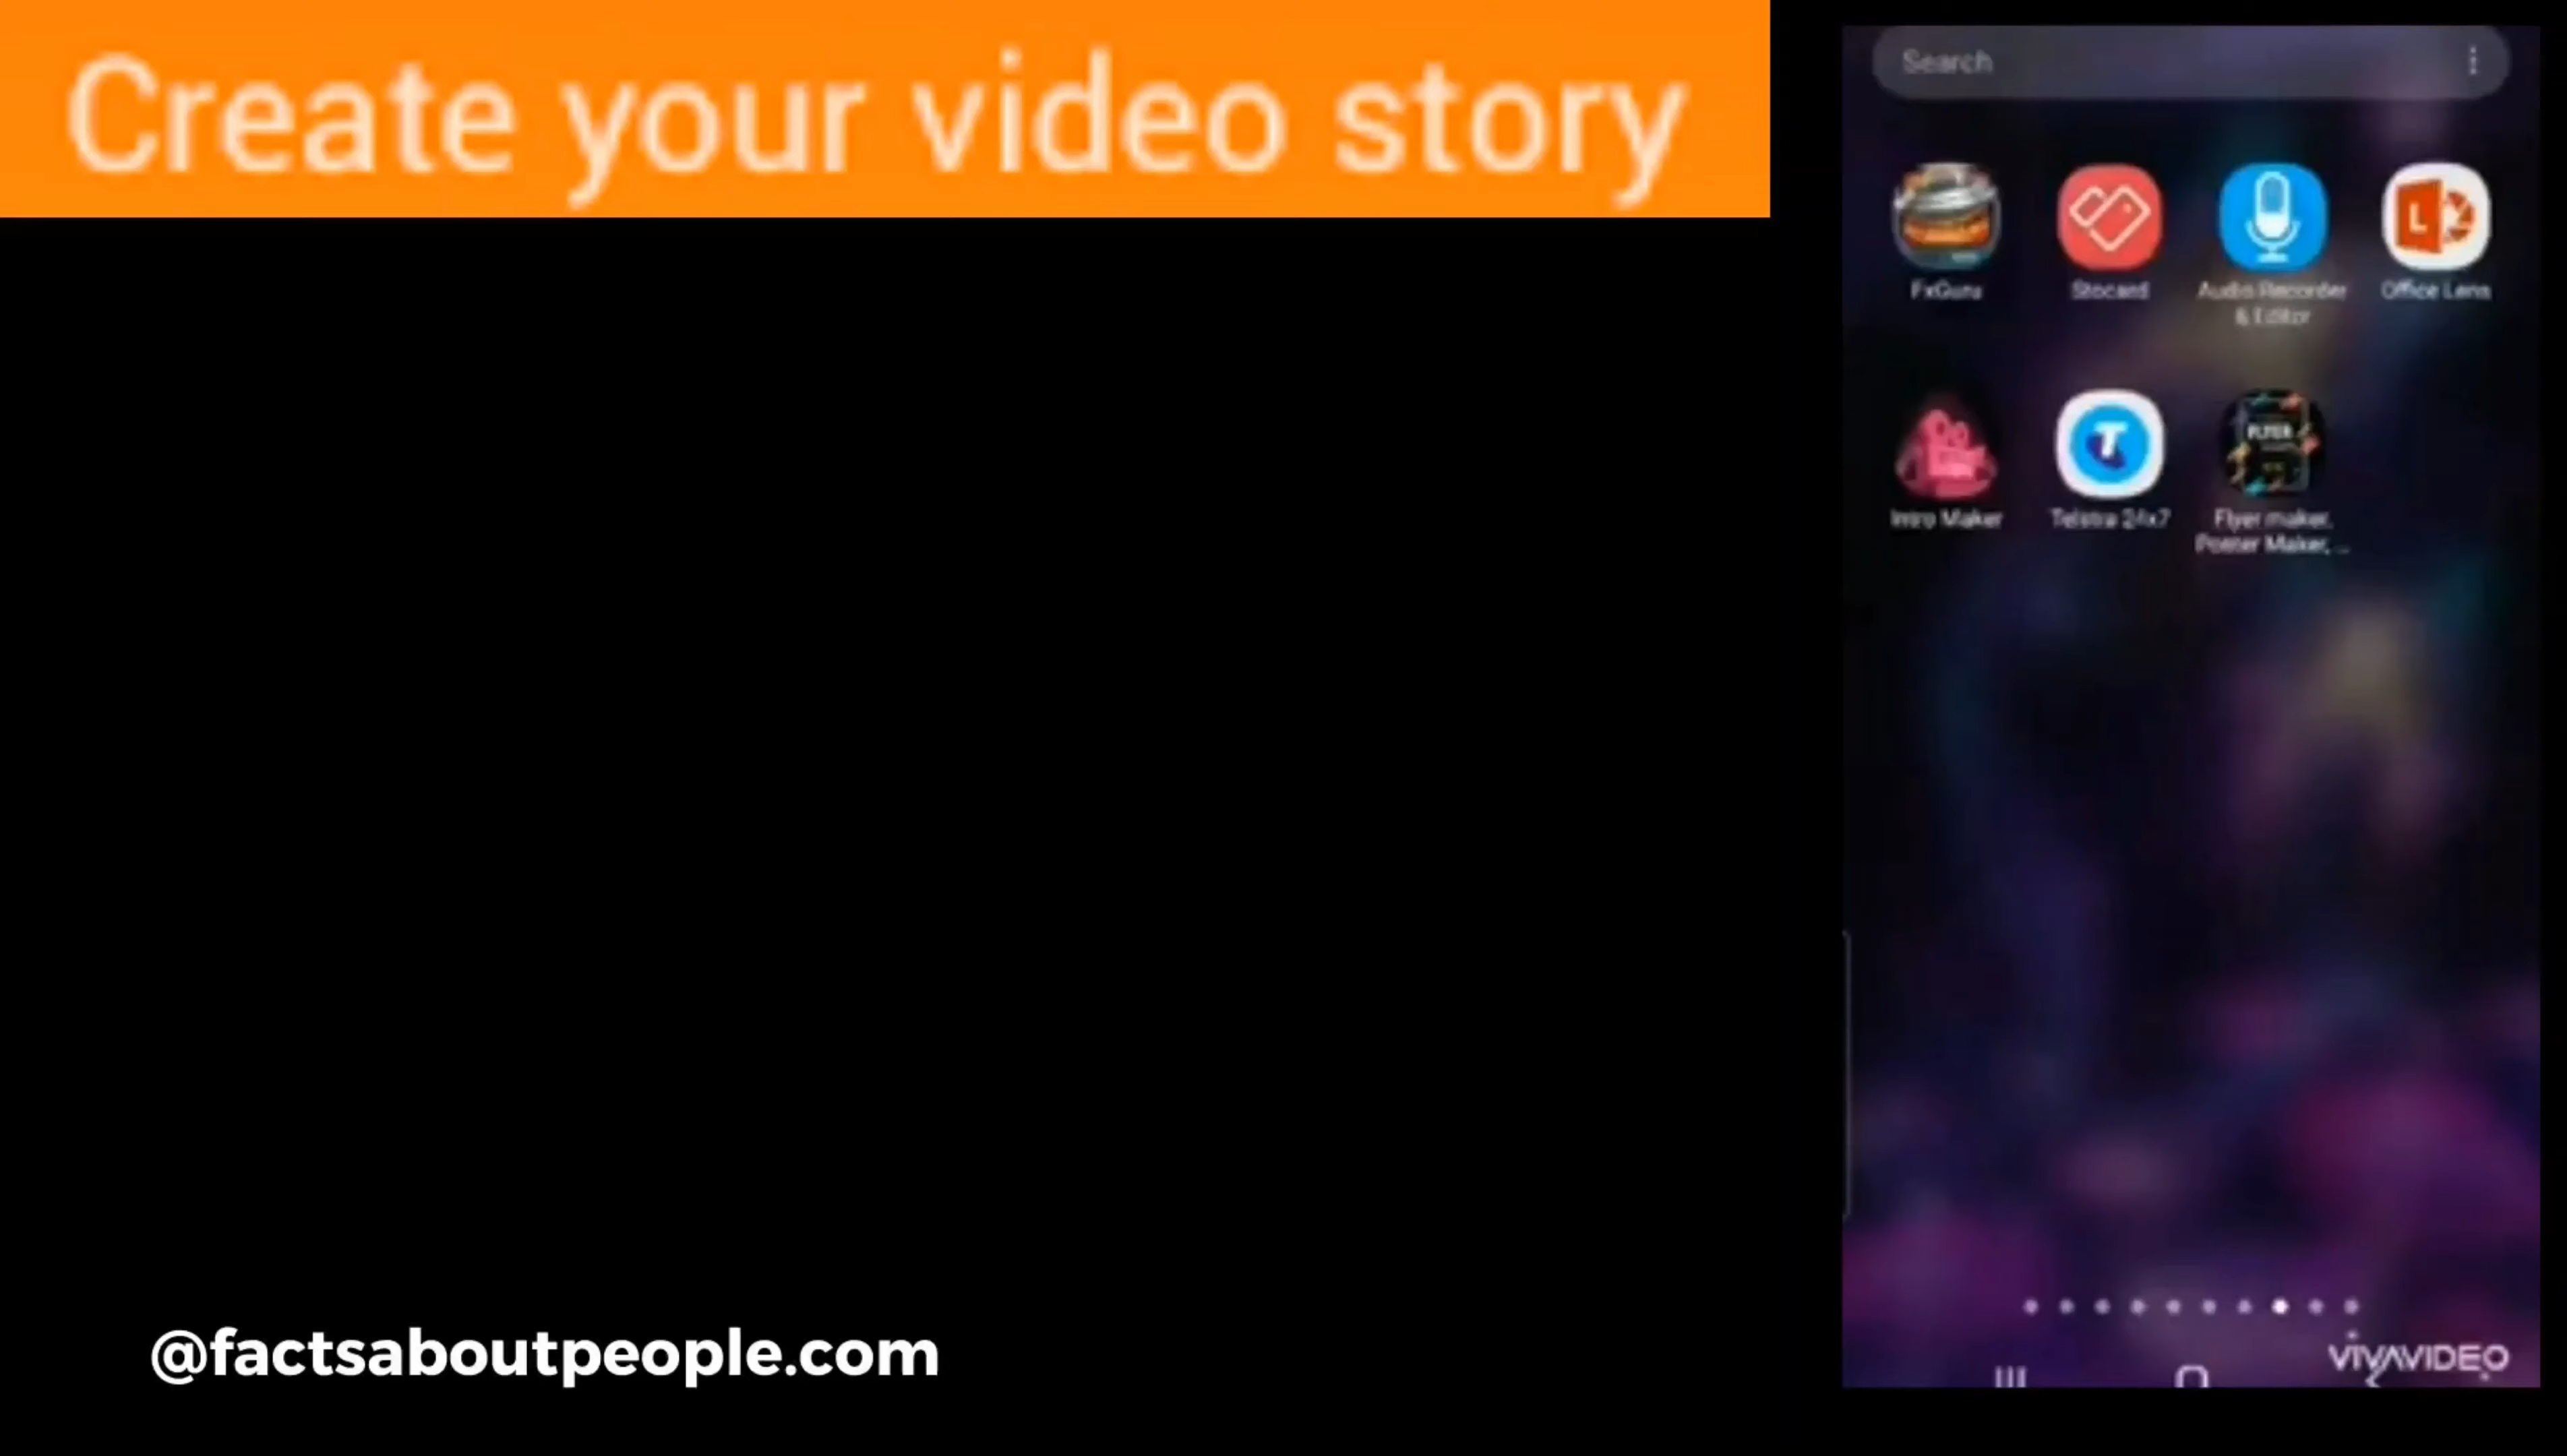 Create your video story
Search
FxGuru
Stocard
Audio Recorder
& Editor
Office Lens
L
Intro Maker
T
Telstra 24x7
FLYER
Flyer maker,
Poster Maker, ...
@factsaboutpeople.com
VIVAVIDEO